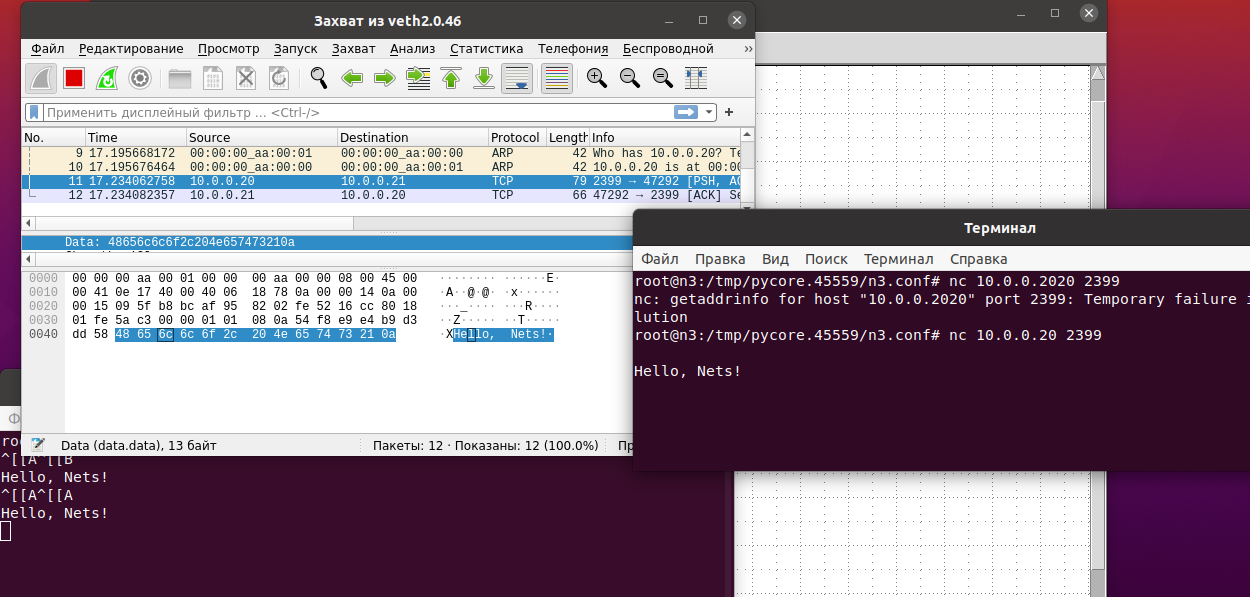 Захват из veth2.0.46
Файл Редактирование Просмотр Запуск Захват Анализ Статистика Телефония Беспроводной »
Применить дисплейный фильтр … <Ctrl-/>
No. Time Source Destination Protocol Length Info
9 17.195668172 00:00:00_aa:00:01 00:00:00_aa:00:00 ARP 42 Who has 10.0.0.20? Te
10 17.195676464 00:00:00_aa:00:00 00:00:00_aa:00:01 ARP 42 10.0.0.20 is at 00:00
11 17.234062758 10.0.0.20 10.0.0.21 TCP 79 2399 → 47292 [PSH, AC
12 17.234082357 10.0.0.21 10.0.0.20 TCP 66 47292 → 2399 [ACK] Se
Data: 48656c6c6f2c204e657473210a
0000 00 00 00 aa 00 01 00 00 00 aa 00 00 08 00 45 00 ········ ······E·
0010 00 41 0e 17 40 00 40 06 18 78 0a 00 00 14 0a 00 ·A··@·@· ·x······
0020 00 15 09 5f b8 bc af 95 82 02 fe 52 16 cc 80 18 ···_···· ···R····
0030 01 fe 5a c3 00 00 01 01 08 0a 54 f8 e9 e4 b9 d3 ··Z····· ··T·····
0040 dd 58 48 65 6c 6c 6f 2c 20 4e 65 74 73 21 0a ·XHello, Nets!·
Data (data.data), 13 байт Пакеты: 12 · Показаны: 12 (100.0%) Пр
Терминал
Файл Правка Вид Поиск Терминал Справка
root@n3:/tmp/pycore.45559/n3.conf# nc 10.0.0.2020 2399
nc: getaddrinfo for host "10.0.0.2020" port 2399: Temporary failure i
lution
root@n3:/tmp/pycore.45559/n3.conf# nc 10.0.0.20 2399
Hello, Nets!
Ф
ro
^[[A^[[B
Hello, Nets!
^[[A^[[A
Hello, Nets!